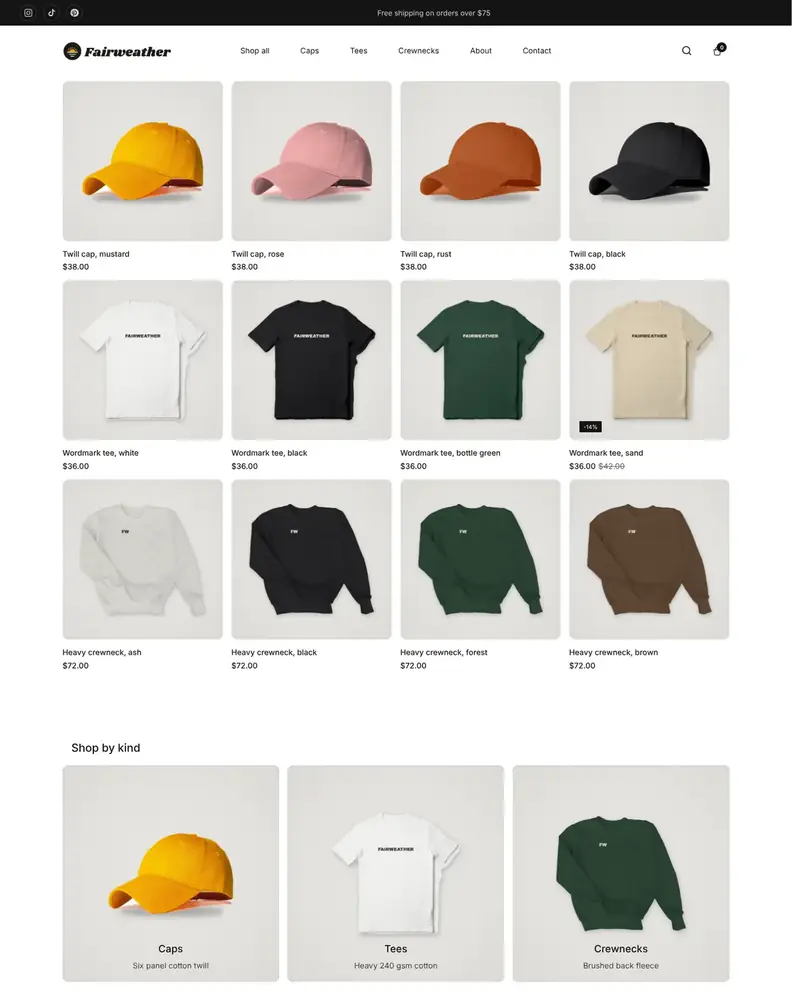 Free shipping on orders over $75
Fairweather
Shop all
Caps
Tees
Crewnecks
About
Contact
0
Twill cap, mustard
$38.00
Twill cap, rose
$38.00
Twill cap, rust
$38.00
Twill cap, black
$38.00
FAIRWEATHER
FAIRWEATHER
FAIRWEATHER
FAIRWEATHER
-14%
Wordmark tee, white
$36.00
Wordmark tee, black
$36.00
Wordmark tee, bottle green
$36.00
Wordmark tee, sand
$36.00 $42.00
FW
FW
FW
FW
Heavy crewneck, ash
$72.00
Heavy crewneck, black
$72.00
Heavy crewneck, forest
$72.00
Heavy crewneck, brown
$72.00
Shop by kind
Caps
Six panel cotton twill
FAIRWEATHER
Tees
Heavy 240 gsm cotton
FW
Crewnecks
Brushed back fleece